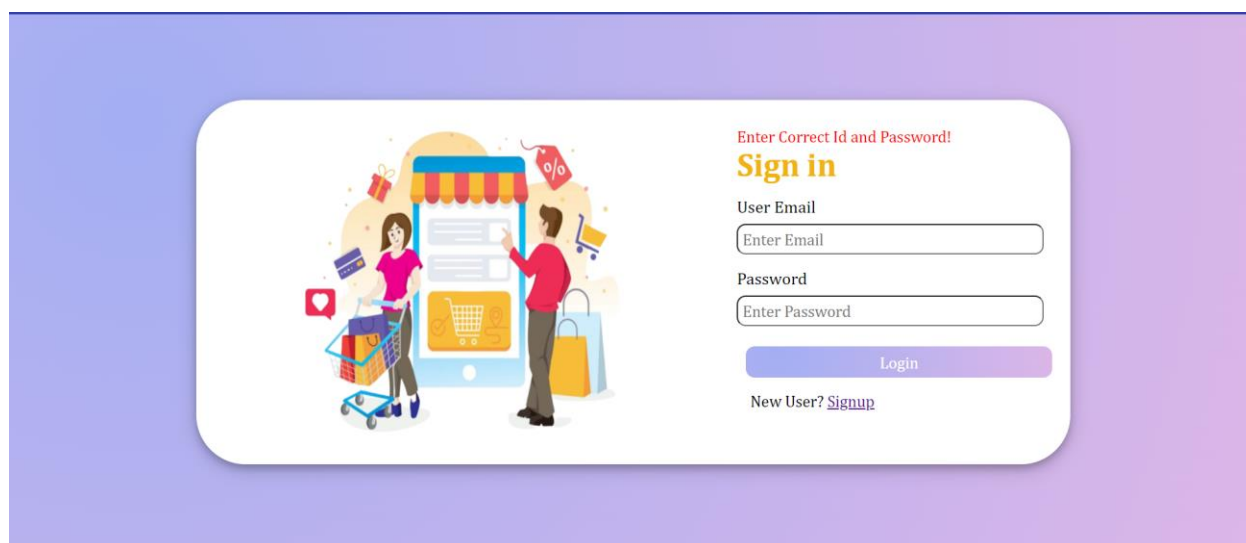 Enter Correct Id and Password!
Sign in
User Email
Enter Email
Password
Enter Password
Login
New User? Signup
%